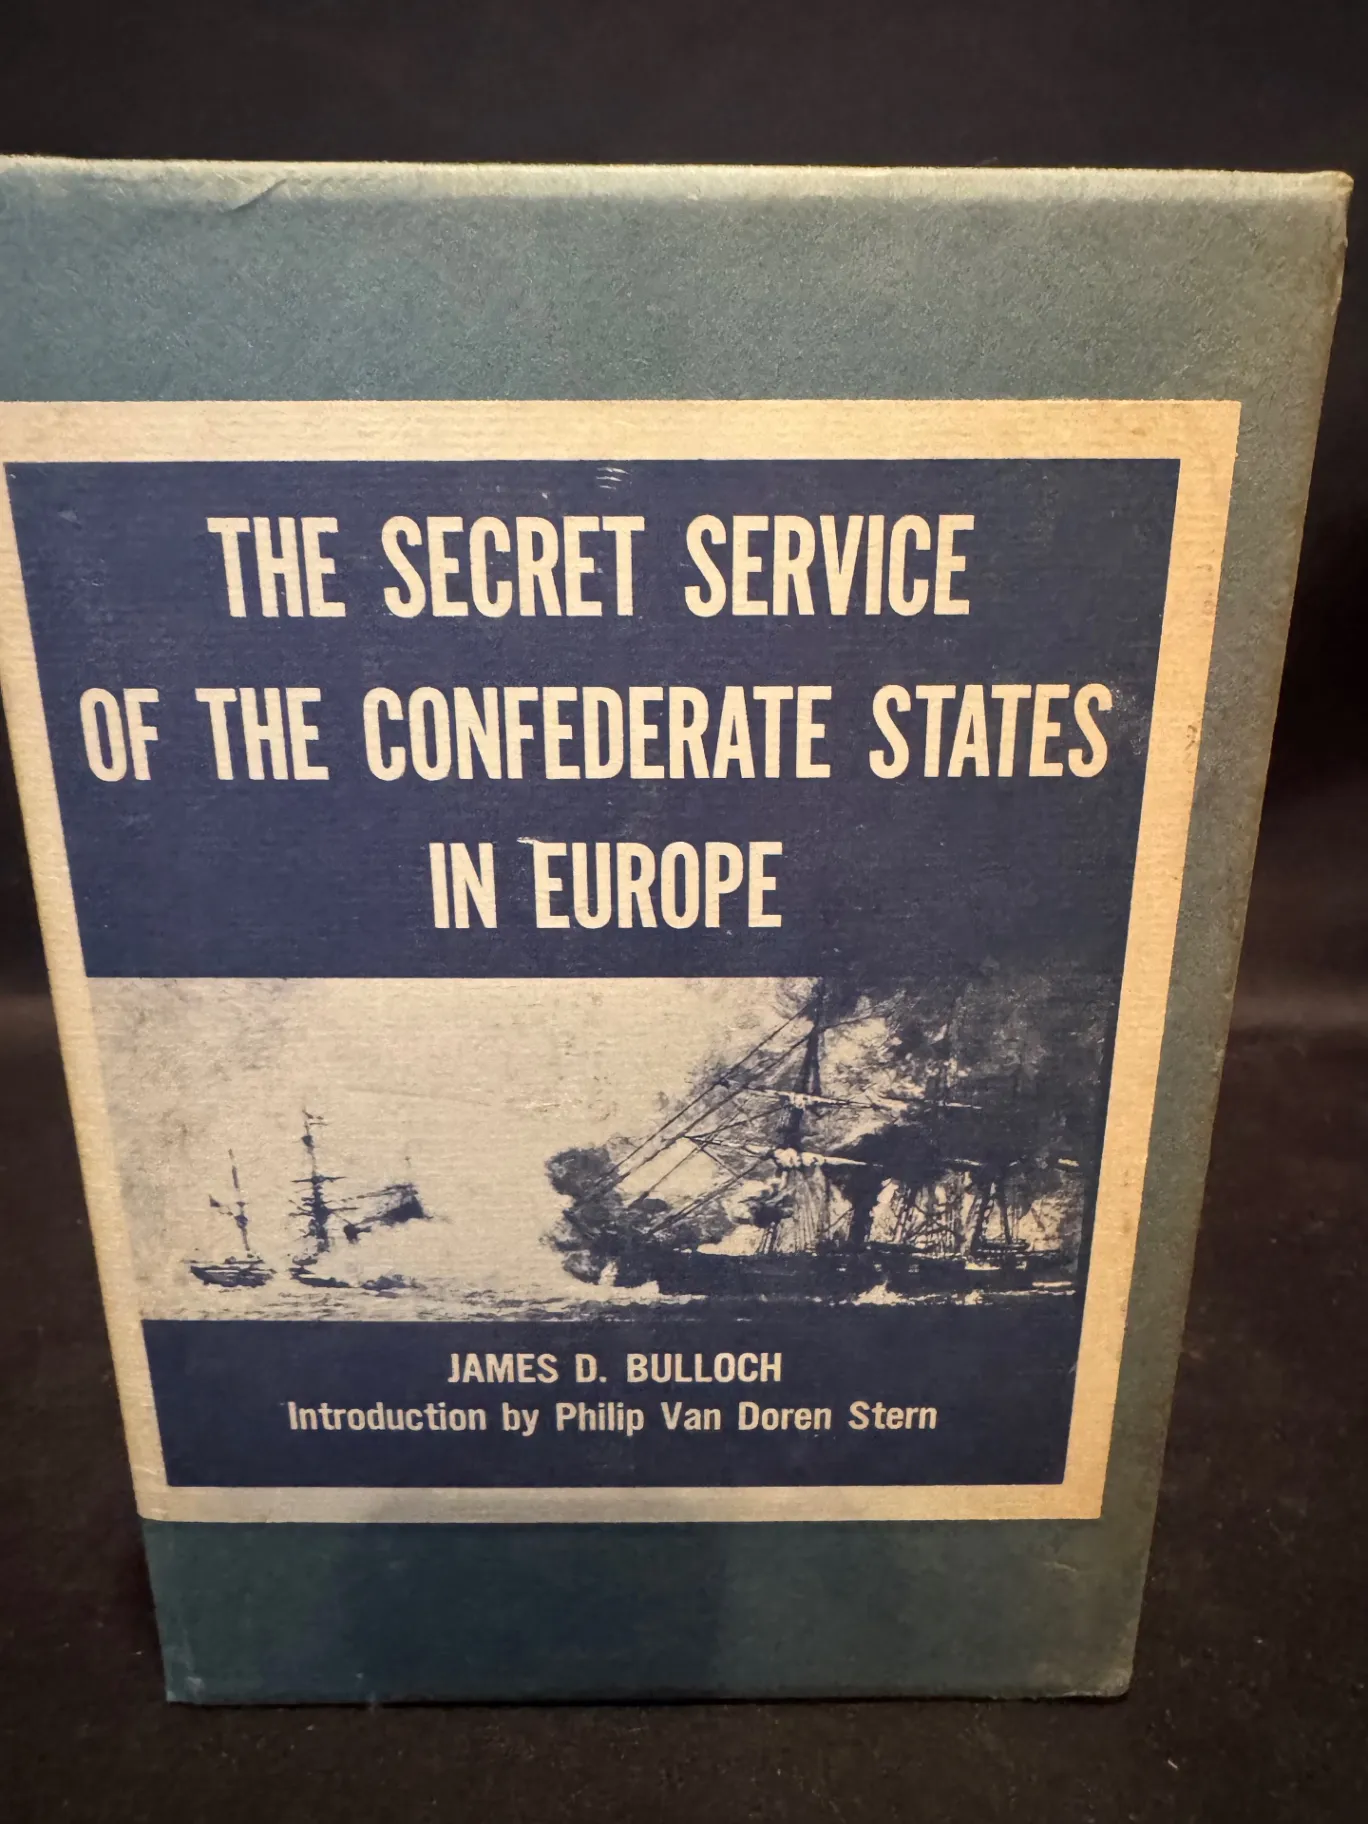 THE SECRET SERVICE
OF THE CONFEDERATE STATES
IN EUROPE
JAMES D. BULLOCH
Introduction by Philip Van Doren Stern